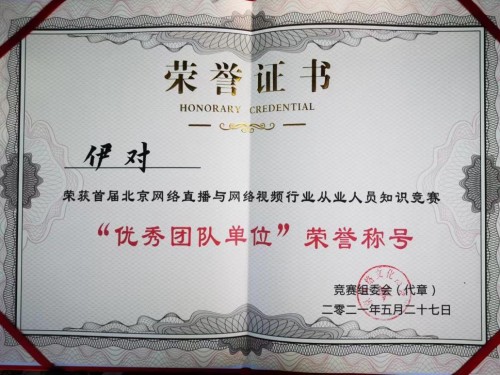 荣誉证书
HONORARY CREDENTIAL
伊对
荣获首届北京网络直播与网络视频行业从业人员知识竞赛
“优秀团队单位”荣誉称号
竞赛组委会（代章）
二零二一年五月二十七日